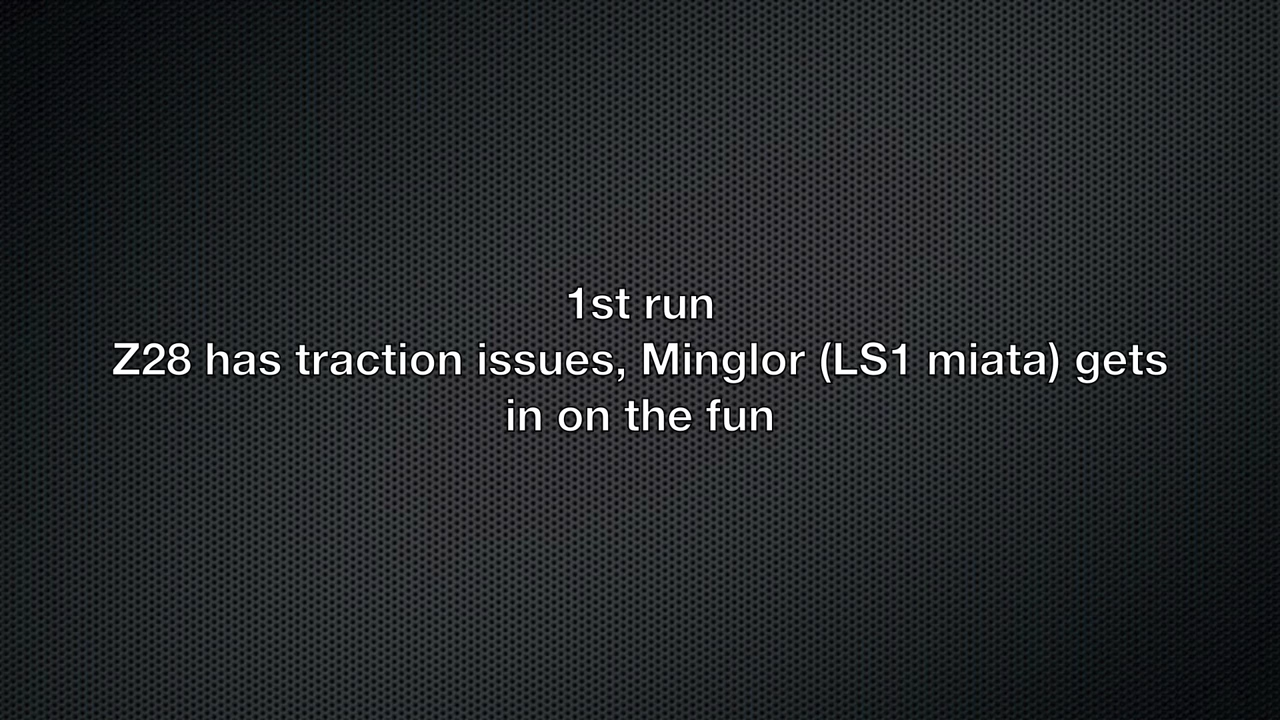 1st run
Z28 has traction issues, Minglor (LS1 miata) gets
in on the fun